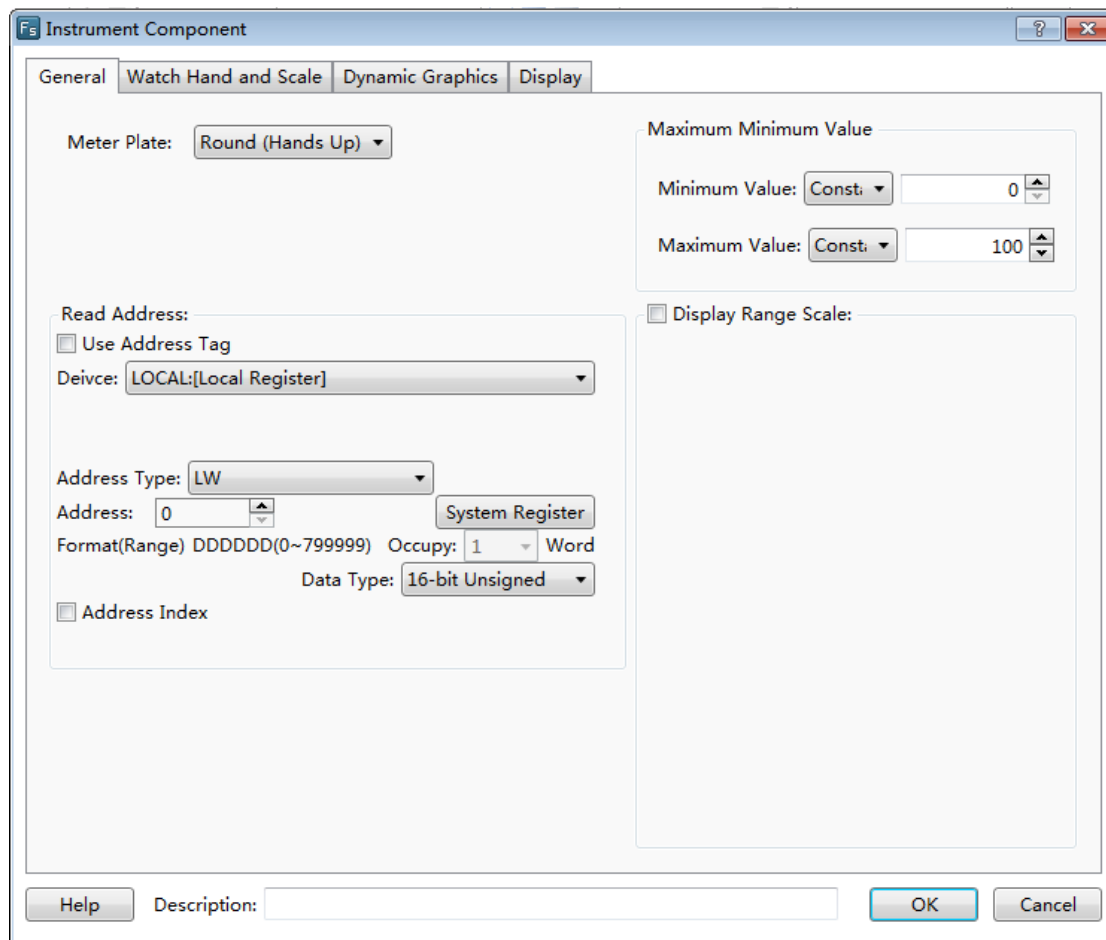 Fs Instrument Component
General Watch Hand and Scale Dynamic Graphics Display
Meter Plate: Round (Hands Up)
Maximum Minimum Value
Minimum Value: Consta 0
Maximum Value: Consta 100
Read Address:
Use Address Tag
Deivce: LOCAL:[Local Register]
Address Type: LW
Address: 0 System Register
Format(Range) DDDDDD(0~799999) Occupy: 1 Word
Data Type: 16-bit Unsigned
Address Index
Display Range Scale:
Help Description: OK Cancel